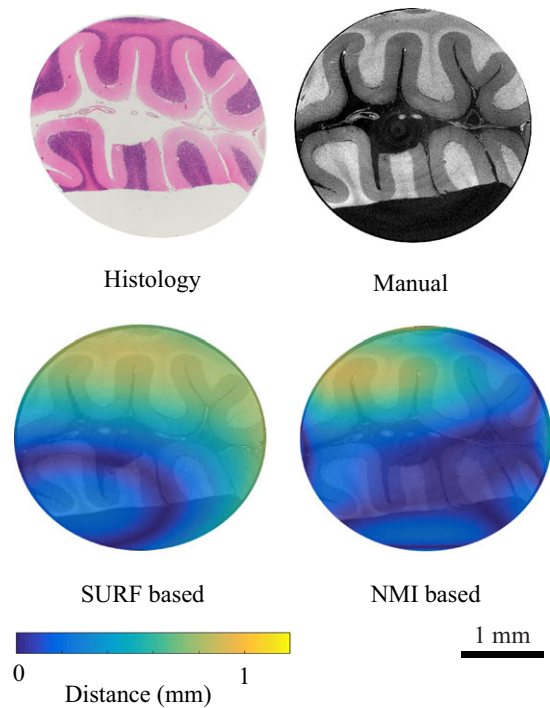 Histology
Manual
SURF based
NMI based
1 mm
0
1
Distance (mm)